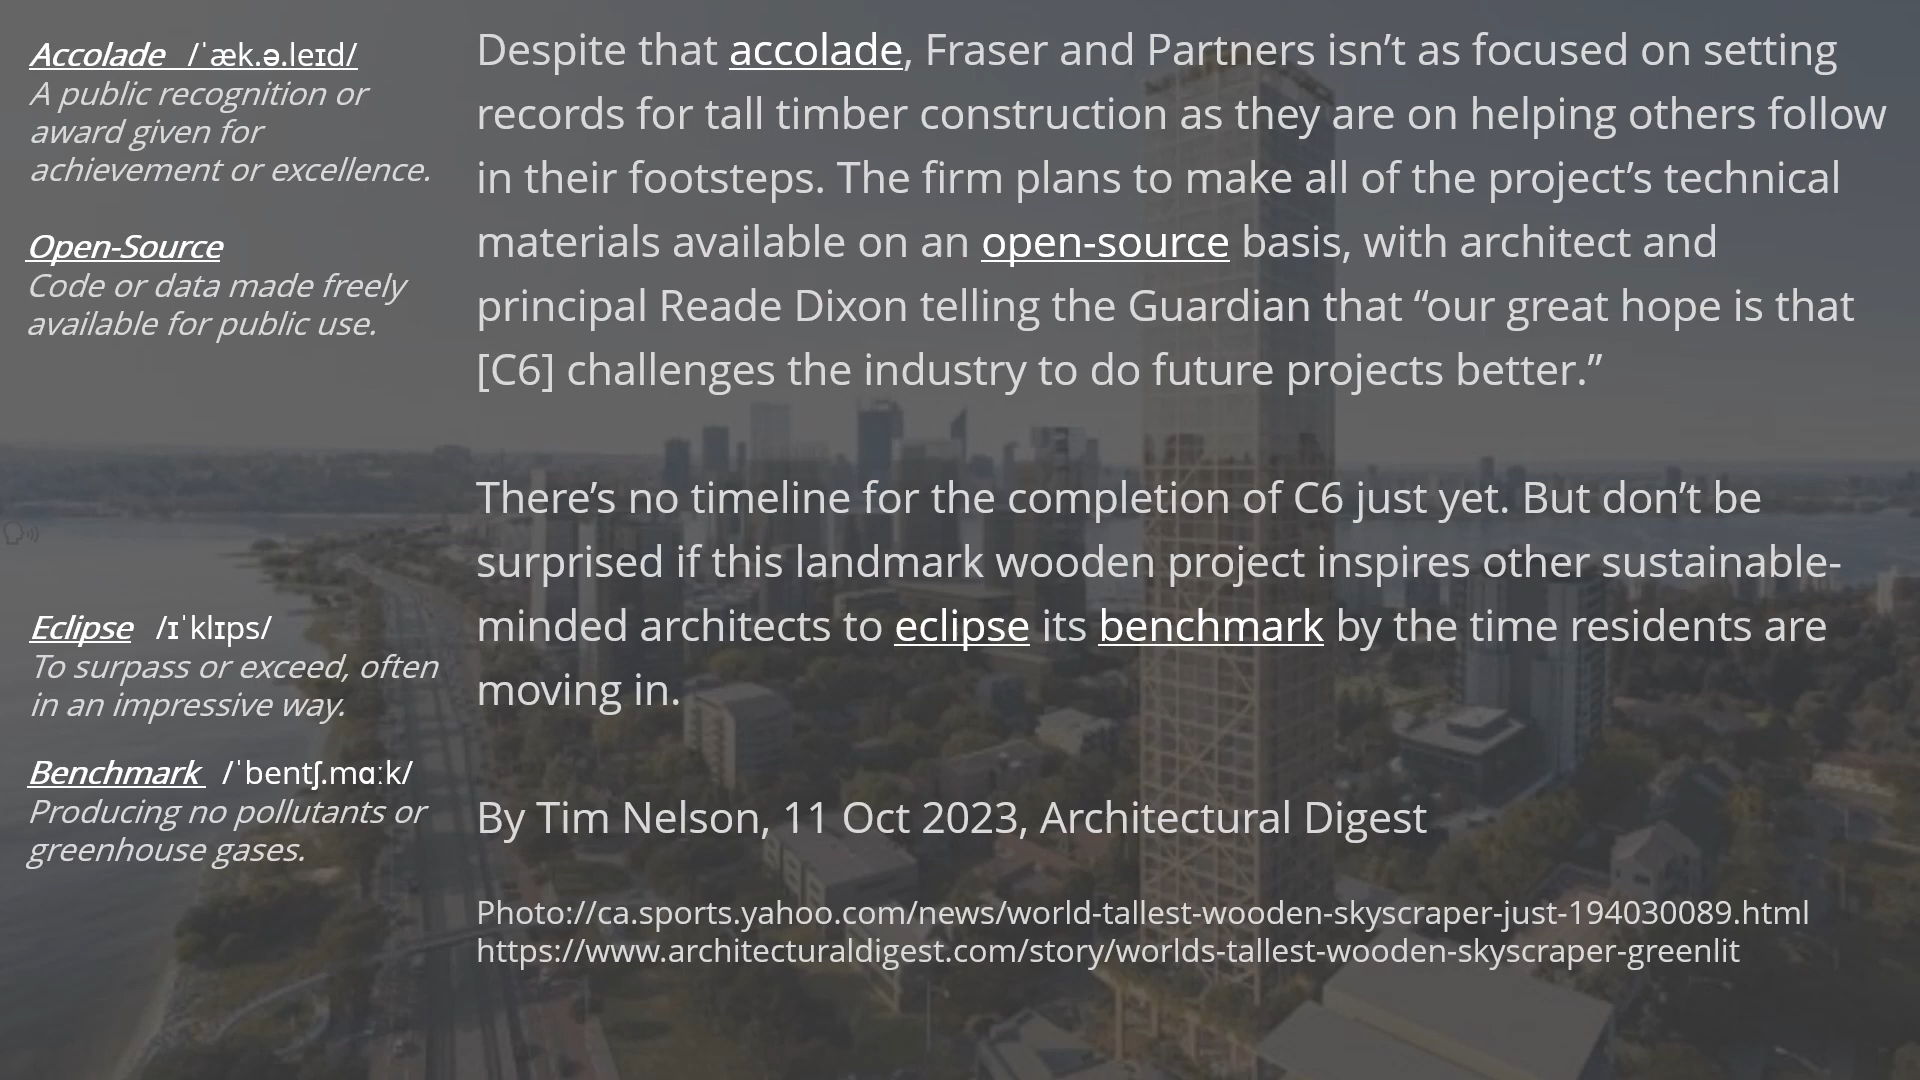 Accolade /ˈæk.ə.leɪd/
A public recognition or
award given for
achievement or excellence.
Open-Source
Code or data made freely
available for public use.
Eclipse /ɪˈklɪps/
To surpass or exceed, often
in an impressive way.
Benchmark /ˈbentʃ.mɑːk/
Producing no pollutants or
greenhouse gases.
Despite that accolade, Fraser and Partners isn’t as focused on setting
records for tall timber construction as they are on helping others follow
in their footsteps. The firm plans to make all of the project’s technical
materials available on an open-source basis, with architect and
principal Reade Dixon telling the Guardian that “our great hope is that
[C6] challenges the industry to do future projects better.”
There’s no timeline for the completion of C6 just yet. But don’t be
surprised if this landmark wooden project inspires other sustainable-
minded architects to eclipse its benchmark by the time residents are
moving in.
By Tim Nelson, 11 Oct 2023, Architectural Digest
Photo://ca.sports.yahoo.com/news/world-tallest-wooden-skyscraper-just-194030089.html
https://www.architecturaldigest.com/story/worlds-tallest-wooden-skyscraper-greenlit